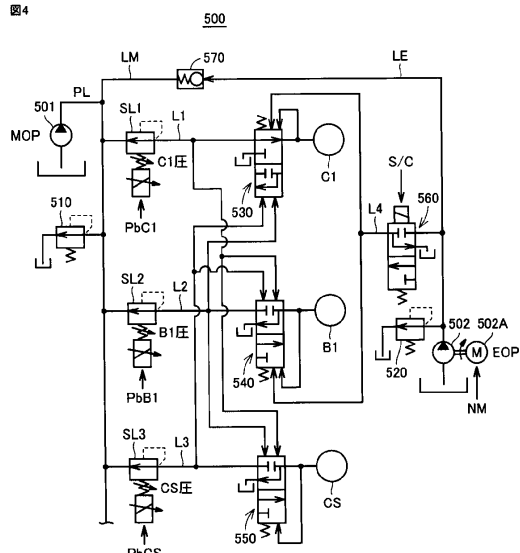 図4
500
LM
570
LE
PL
501
MOP
SL1
L1
C1圧
PbC1
530
C1
S/C
510
L4
560
SL2
L2
B1圧
PbB1
540
B1
520
502
502A
M
EOP
NM
SL3
L3
CS圧
PbCS
550
CS